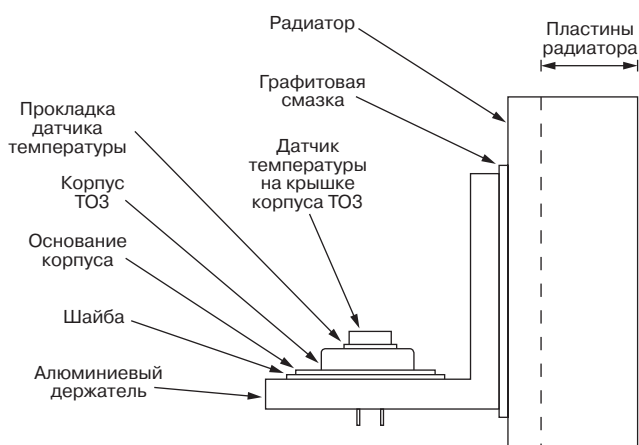 Радиатор
Пластины
радиатора
Графитовая
смазка
Прокладка
датчика
температуры
Датчик
температуры
на крышке
корпуса ТО3
Корпус
ТО3
Основание
корпуса
Шайба
Алюминиевый
держатель